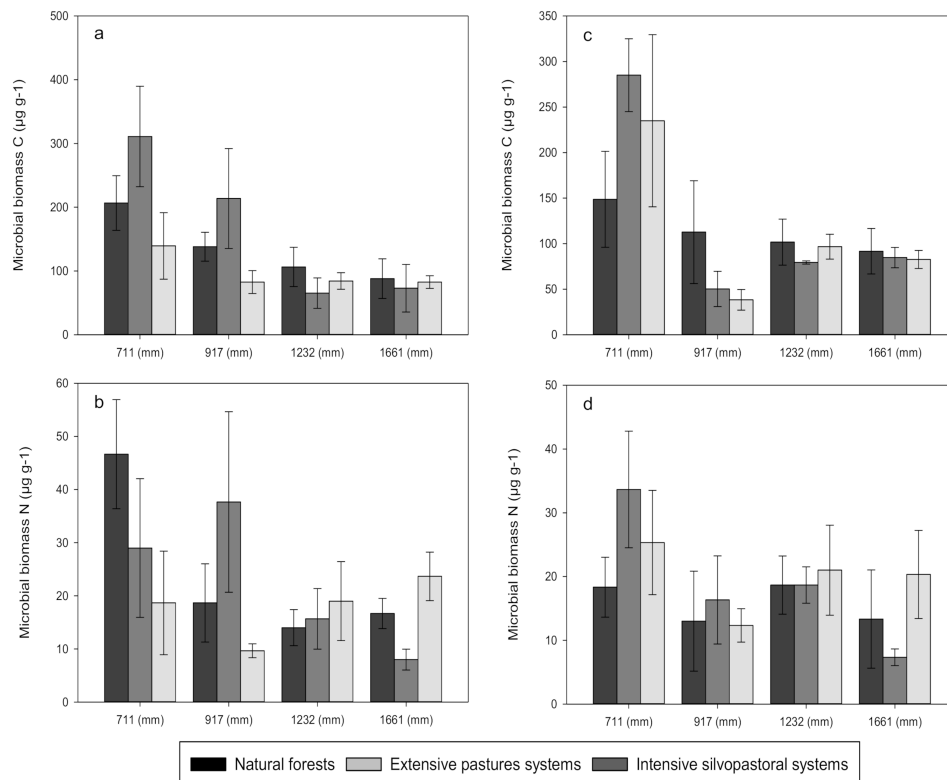 a
Microbial biomass C (µg g-1)
500
400
300
200
100
0
711 (mm) 917 (mm) 1232 (mm) 1661 (mm)
c
Microbial biomass C (µg g-1)
350
300
250
200
150
100
50
0
711 (mm) 917 (mm) 1232 (mm) 1661 (mm)
b
Microbial biomass N (µg g-1)
60
50
40
30
20
10
0
711 (mm) 917 (mm) 1232 (mm) 1661 (mm)
d
Microbial biomass N (µg g-1)
50
40
30
20
10
0
711 (mm) 917 (mm) 1232 (mm) 1661 (mm)
Natural forests Extensive pastures systems Intensive silvopastoral systems